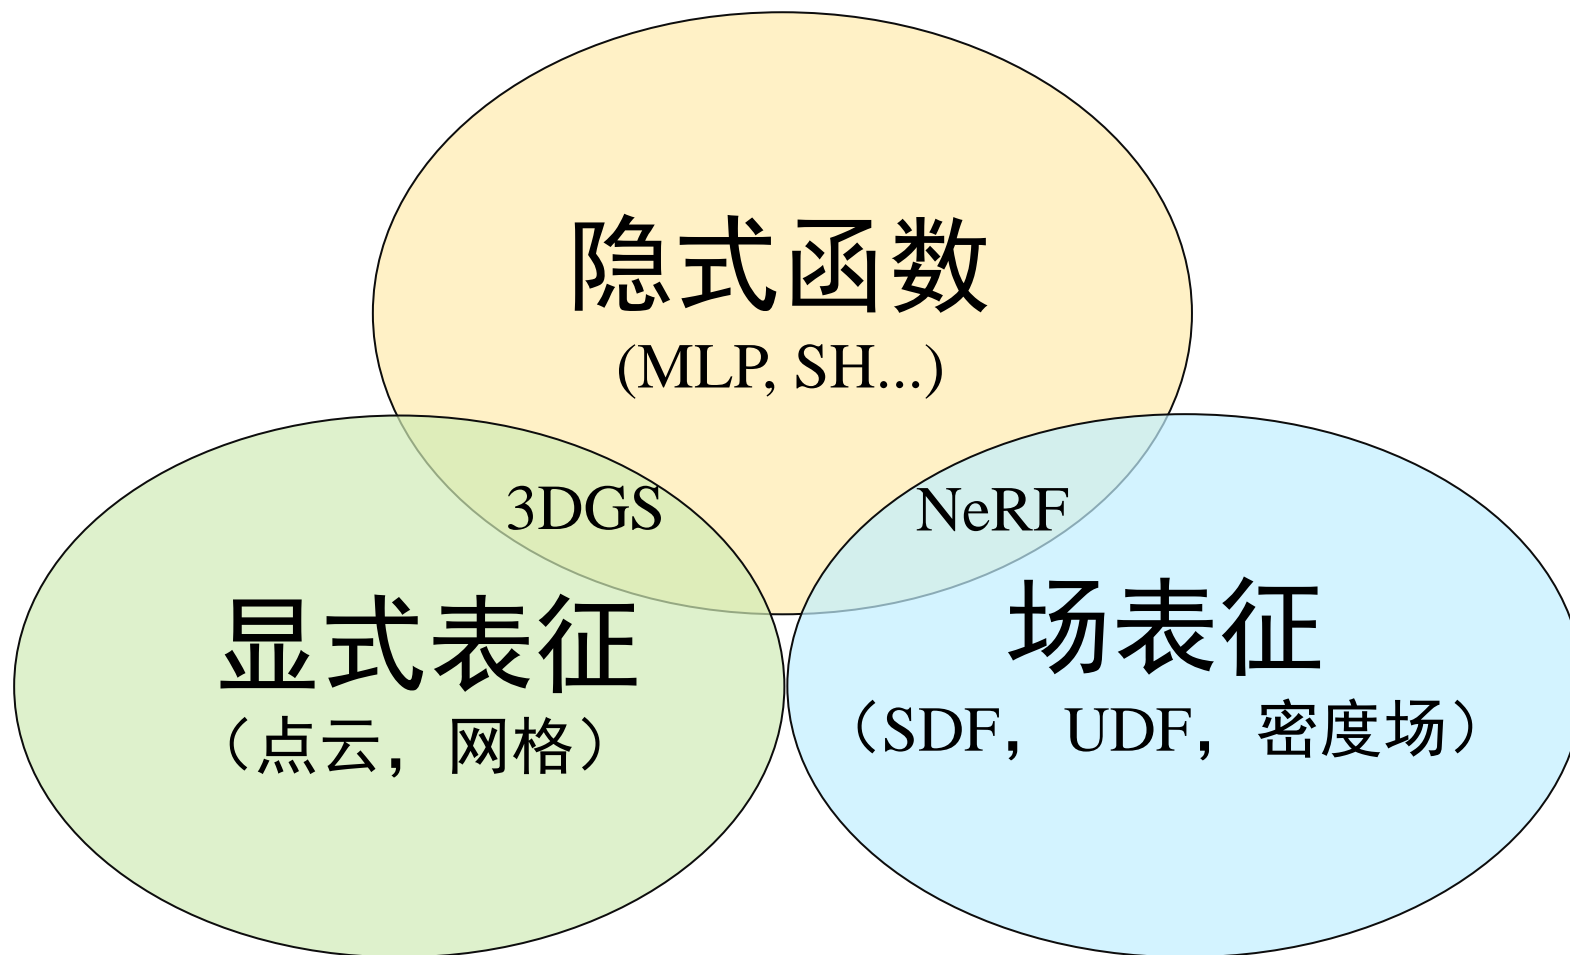 隐式函数
(MLP, SH...)
3DGS
NeRF
显式表征
（点云，网格）
场表征
（SDF，UDF，密度场）